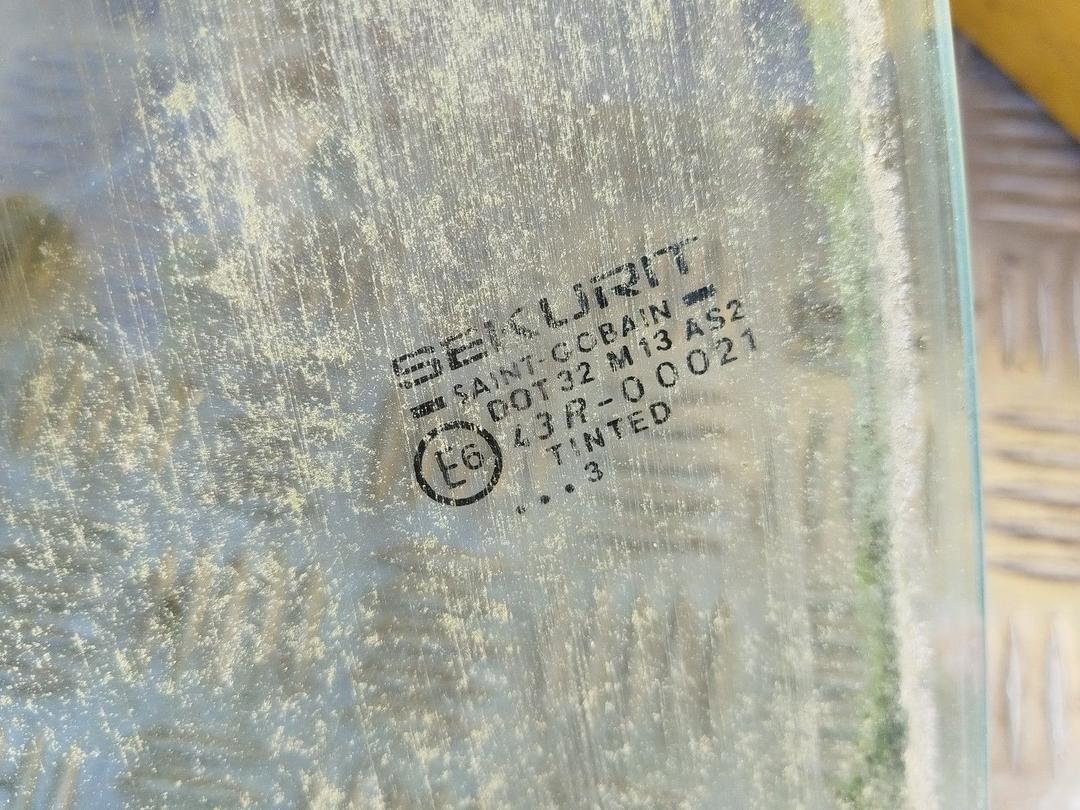 SEKURIT
SAINT-GOBAIN
DOT 32 M13 AS2
E6 43R-00021
TINTED
...3